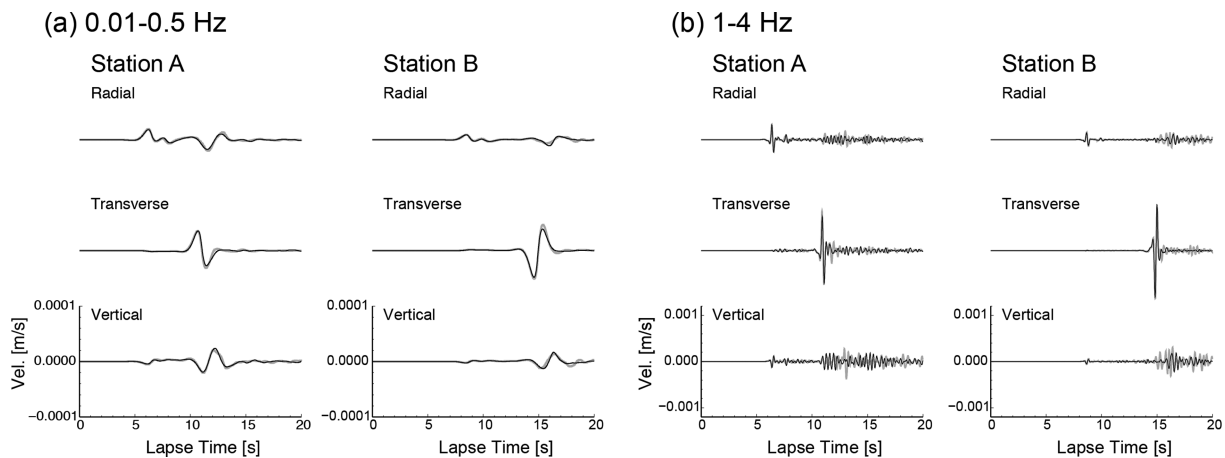 (a) 0.01-0.5 Hz
Station A
Station B
Radial
Radial
Transverse
Transverse
0.0001
0.0000
−0.0001
Vel. [m/s]
Vertical
0 5 10 15 20
Lapse Time [s]
0.0001
0.0000
−0.0001
Vertical
0 5 10 15 20
Lapse Time [s]
(b) 1-4 Hz
Station A
Station B
Radial
Radial
Transverse
Transverse
0.001
0.000
−0.001
Vel. [m/s]
Vertical
0 5 10 15 20
Lapse Time [s]
0.001
0.000
−0.001
Vertical
0 5 10 15 20
Lapse Time [s]